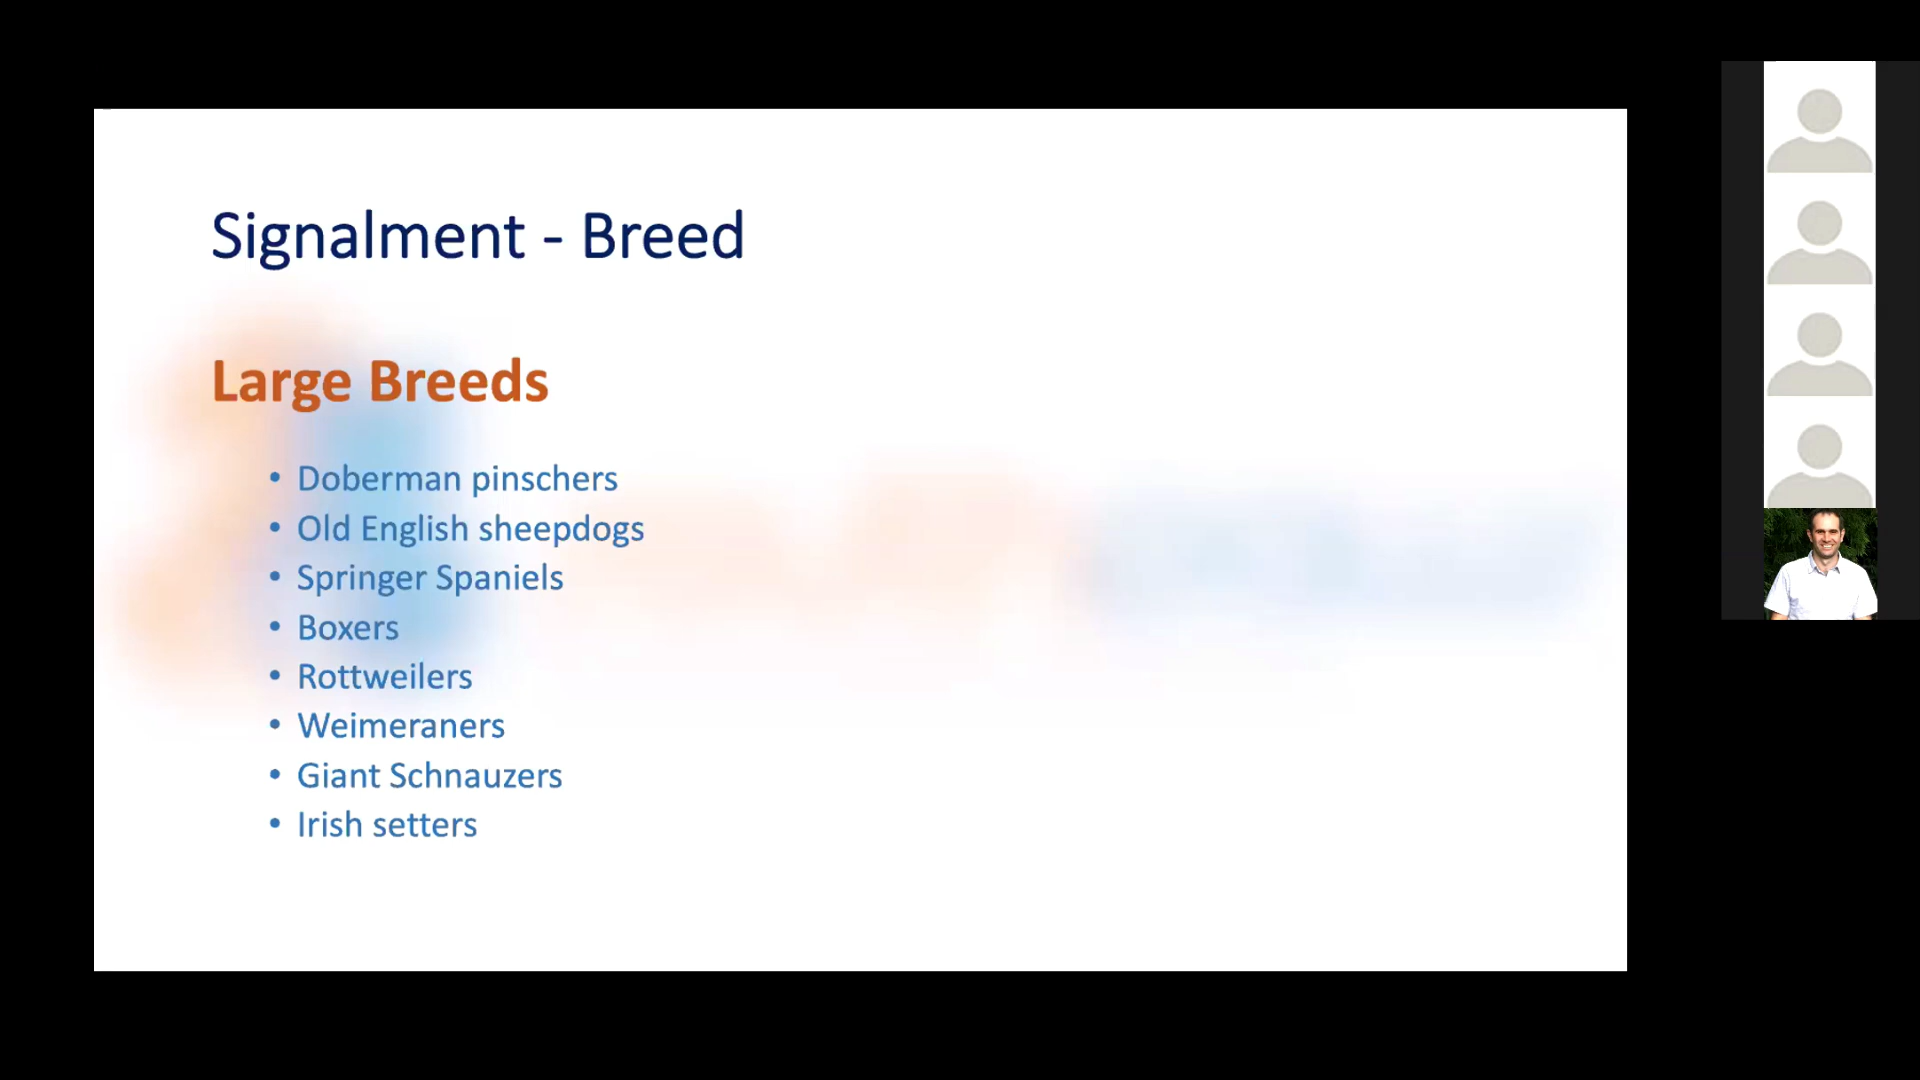 Signalment - Breed
Large Breeds
• Doberman pinschers
• Old English sheepdogs
• Springer Spaniels
• Boxers
• Rottweilers
• Weimeraners
• Giant Schnauzers
• Irish setters